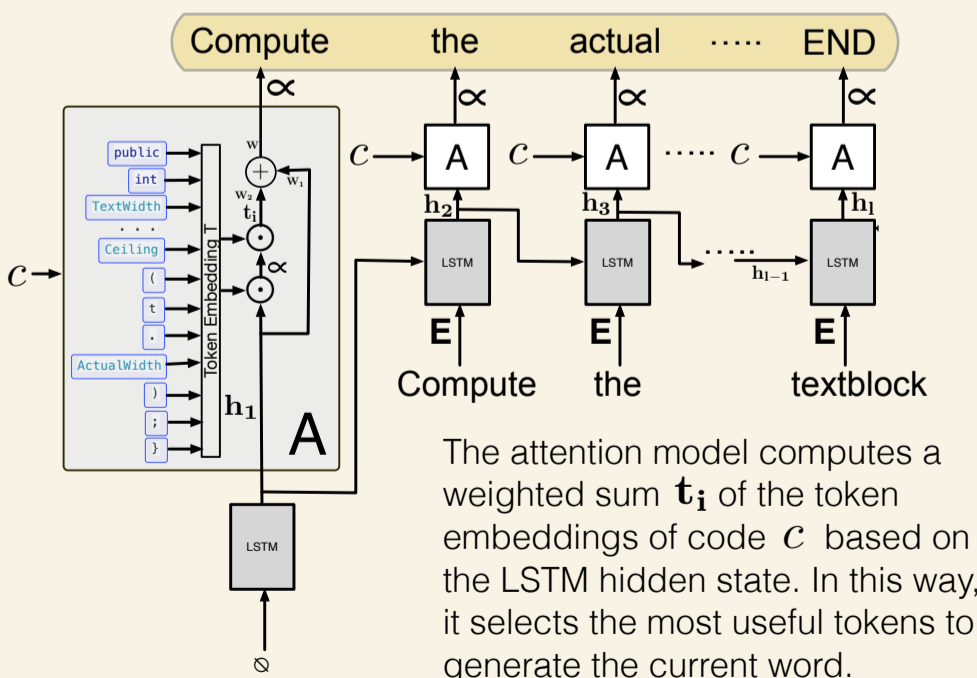 Compute the actual ..... END
∝ ∝ ∝ ∝
public
int
TextWidth
...
Ceiling
(
t
.
ActualWidth
)
;
}
c
Token Embedding T
w
+
w₁
w₂
tᵢ
∝
h₁
A
c A c A ..... c A
h₂ h₃ hₗ
LSTM LSTM ..... LSTM
hₗ₋₁
E E E
Compute the textblock
LSTM
∅
The attention model computes a
weighted sum tᵢ of the token
embeddings of code c based on
the LSTM hidden state. In this way,
it selects the most useful tokens to
generate the current word.